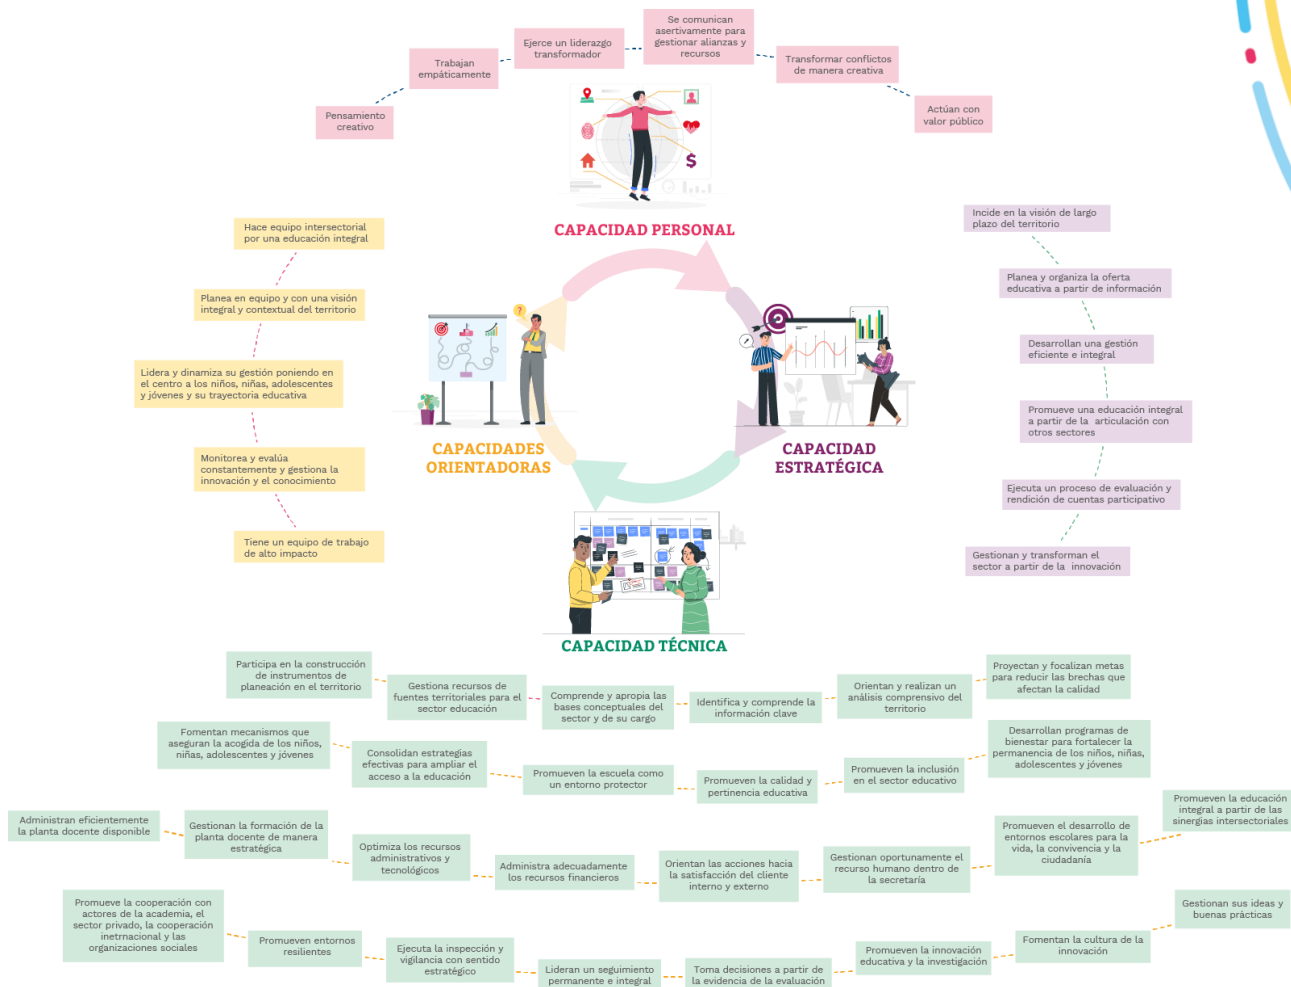 Se comunican
asertivamente para
gestionar alianzas y
recursos
Ejerce un liderazgo
transformador
Trabajan
empáticamente
Transformar conflictos
de manera creativa
Pensamiento
creativo
Actúan con
valor público
CAPACIDAD PERSONAL
Hace equipo intersectorial
por una educación integral
Planea en equipo y con una visión
integral y contextual del territorio
Lidera y dinamiza su gestión poniendo en
el centro a los niños, niñas, adolescentes
y jóvenes y su trayectoria educativa
Monitorea y evalúa
constantemente y gestiona la
innovación y el conocimiento
Tiene un equipo de trabajo
de alto impacto
?
$
CAPACIDADES
ORIENTADORAS
CAPACIDAD
ESTRATÉGICA
Incide en la visión de largo
plazo del territorio
Planea y organiza la oferta
educativa a partir de información
Desarrollan una gestión
eficiente e integral
Promueve una educación integral
a partir de la articulación con
otros sectores
Ejecuta un proceso de evaluación y
rendición de cuentas participativo
Gestionan y transforman el
sector a partir de la innovación
CAPACIDAD TÉCNICA
Participa en la construcción
de instrumentos de
planeación en el territorio
Gestiona recursos de
fuentes territoriales para el
sector educación
Comprende y apropia las
bases conceptuales del
sector y de su cargo
Identifica y comprende la
información clave
Orientan y realizan un
análisis comprensivo del
territorio
Proyectan y focalizan metas
para reducir las brechas que
afectan la calidad
Fomentan mecanismos que
aseguran la acogida de los niños,
niñas, adolescentes y jóvenes
Consolidan estrategias
efectivas para ampliar el
acceso a la educación
Promueven la escuela como
un entorno protector
Promueven la calidad y
pertinencia educativa
Promueven la inclusión
en el sector educativo
Desarrollan programas de
bienestar para fortalecer la
permanencia de los niños, niñas,
adolescentes y jóvenes
Administran eficientemente
la planta docente disponible
Gestionan la formación de la
planta docente de manera
estratégica
Optimiza los recursos
administrativos y
tecnológicos
Administra adecuadamente
los recursos financieros
Orientan las acciones hacia
la satisfacción del cliente
interno y externo
Gestionan oportunamente el
recurso humano dentro de
la secretaría
Promueven el desarrollo de
entornos escolares para la
vida, la convivencia y la
ciudadanía
Promueven la educación
integral a partir de las
sinergias intersectoriales
Promueve la cooperación con
actores de la academia, el
sector privado, la cooperación
inetrnacional y las
organizaciones sociales
Promueven entornos
resilientes
Ejecuta la inspección y
vigilancia con sentido
estratégico
Lideran un seguimiento
permanente e integral
Toma decisiones a partir de
la evidencia de la evaluación
Promueven la innovación
educativa y la investigación
Fomentan la cultura de la
innovación
Gestionan sus ideas y
buenas prácticas